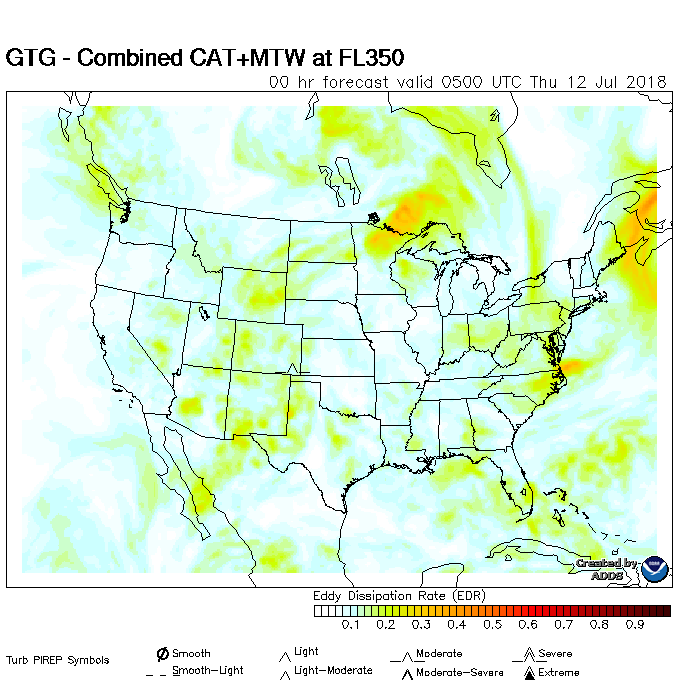 GTG - Combined CAT+MTW at FL350
00 hr forecast valid 0500 UTC Thu 12 Jul 2018
Created by
ADDS
Eddy Dissipation Rate (EDR)
0.1 0.2 0.3 0.4 0.5 0.6 0.7 0.8 0.9
Turb PIREP Symbols
Smooth Light Moderate Severe
Smooth-Light Light-Moderate Moderate-Severe Extreme